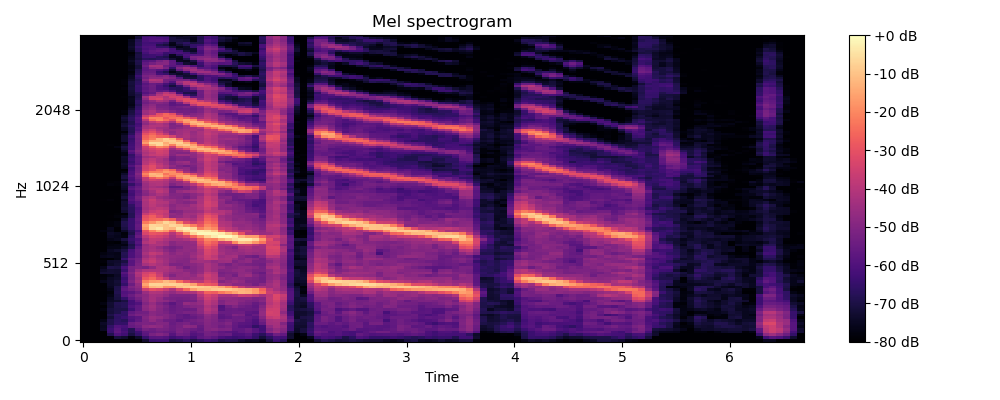 Mel spectrogram
Hz
2048
1024
512
0
0 1 2 3 4 5 6
Time
+0 dB
-10 dB
-20 dB
-30 dB
-40 dB
-50 dB
-60 dB
-70 dB
-80 dB